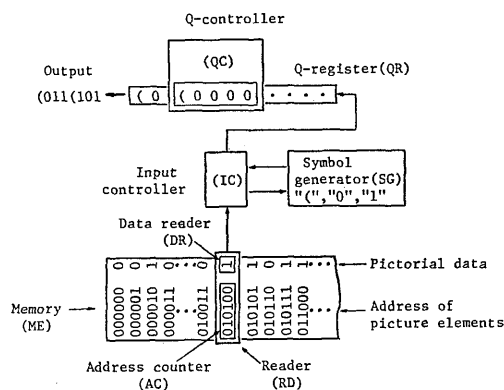 Q-controller
(QC)
Output
Q-register(QR)
(011(101
( 0
( 0 0 0 0
· · · ·
Input
controller
(IC)
Symbol
generator(SG)
"(","0","1"
Data reader
(DR)
0 0 1 0 ··· 0 1 1 0 1 1 ···
Pictorial data
Memory
(ME)
000000 000001 000010 000011 ··· 010011 010100 010101 010110 010111 011000 ···
Address of
picture elements
Address counter
(AC)
Reader
(RD)